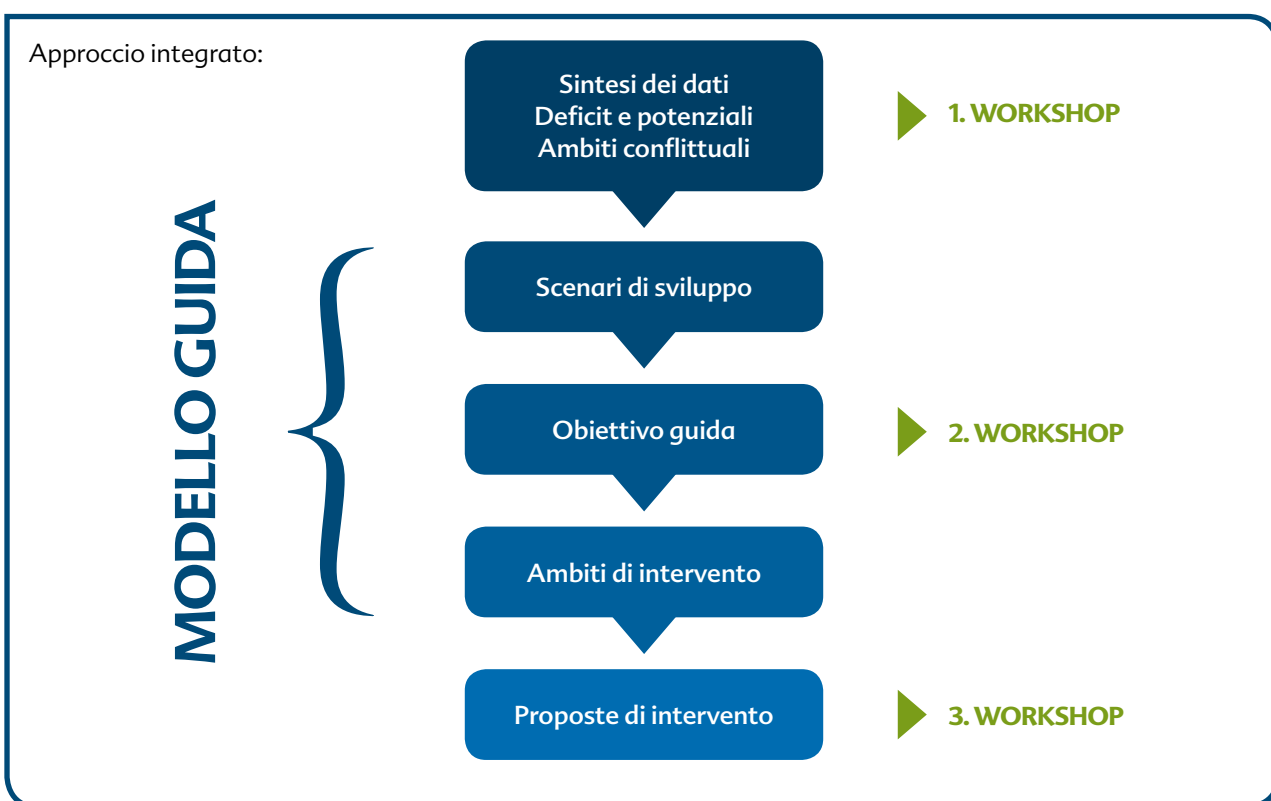 Approccio integrato:
Sintesi dei dati
Deficit e potenziali
Ambiti conflittuali
1. WORKSHOP
MODELLO GUIDA
Scenari di sviluppo
Obiettivo guida
2. WORKSHOP
Ambiti di intervento
Proposte di intervento
3. WORKSHOP